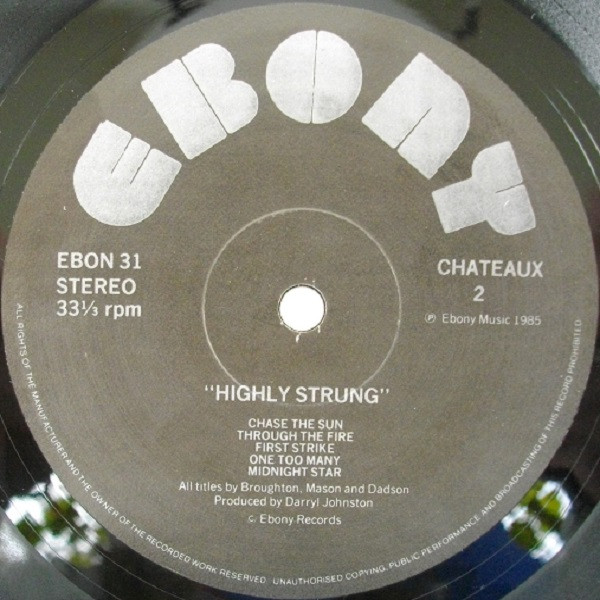 EBONY
EBON 31
STEREO
33⅓ rpm
CHATEAUX
2
℗ Ebony Music 1985
"HIGHLY STRUNG"
CHASE THE SUN
THROUGH THE FIRE
FIRST STRIKE
ONE TOO MANY
MIDNIGHT STAR
All titles by Broughton, Mason and Dadson
Produced by Darryl Johnston
© Ebony Records
ALL RIGHTS OF THE MANUFACTURER AND THE OWNER OF THE RECORDED WORK RESERVED. UNAUTHORISED COPYING, PUBLIC PERFORMANCE AND BROADCASTING OF THIS RECORD PROHIBITED.